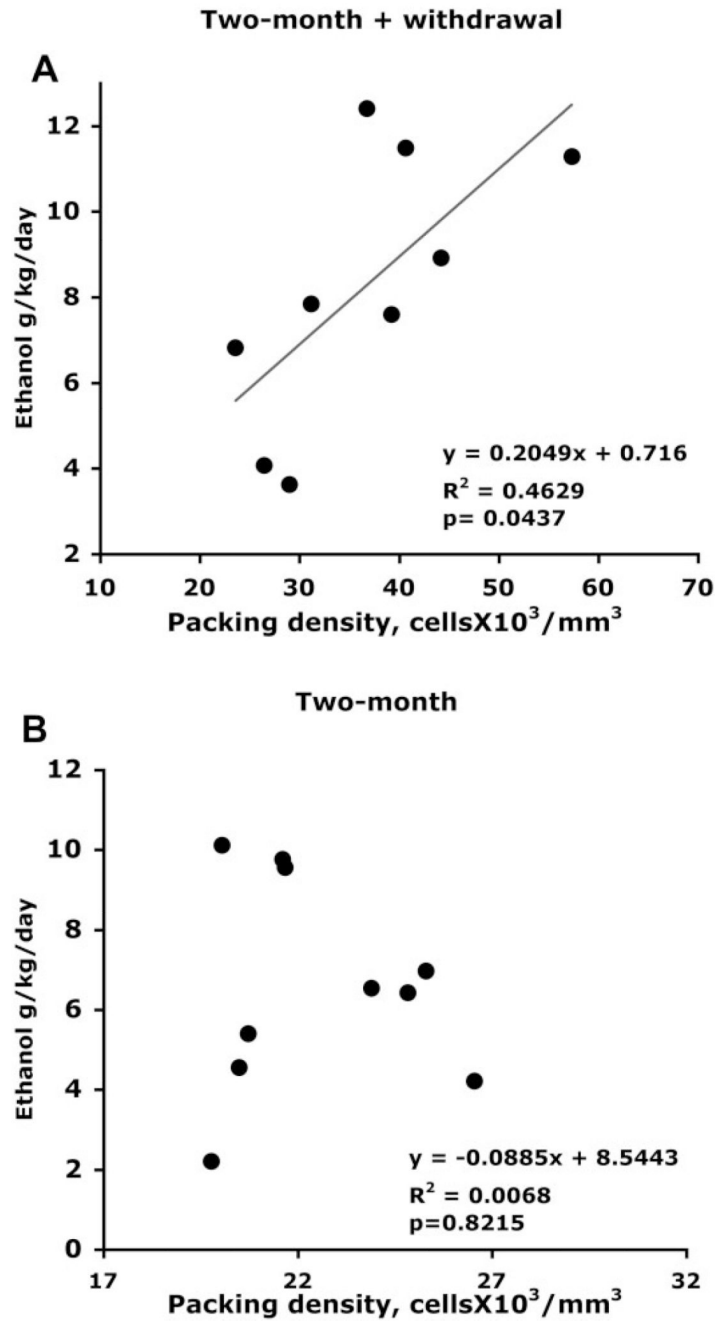 Two-month + withdrawal
A
12
10
8
6
4
2
Ethanol g/kg/day
y = 0.2049x + 0.716
R² = 0.4629
p= 0.0437
10 20 30 40 50 60 70
Packing density, cellsX10³/mm³
Two-month
B
12
10
8
6
4
2
0
Ethanol g/kg/day
y = -0.0885x + 8.5443
R² = 0.0068
p=0.8215
17 22 27 32
Packing density, cellsX10³/mm³